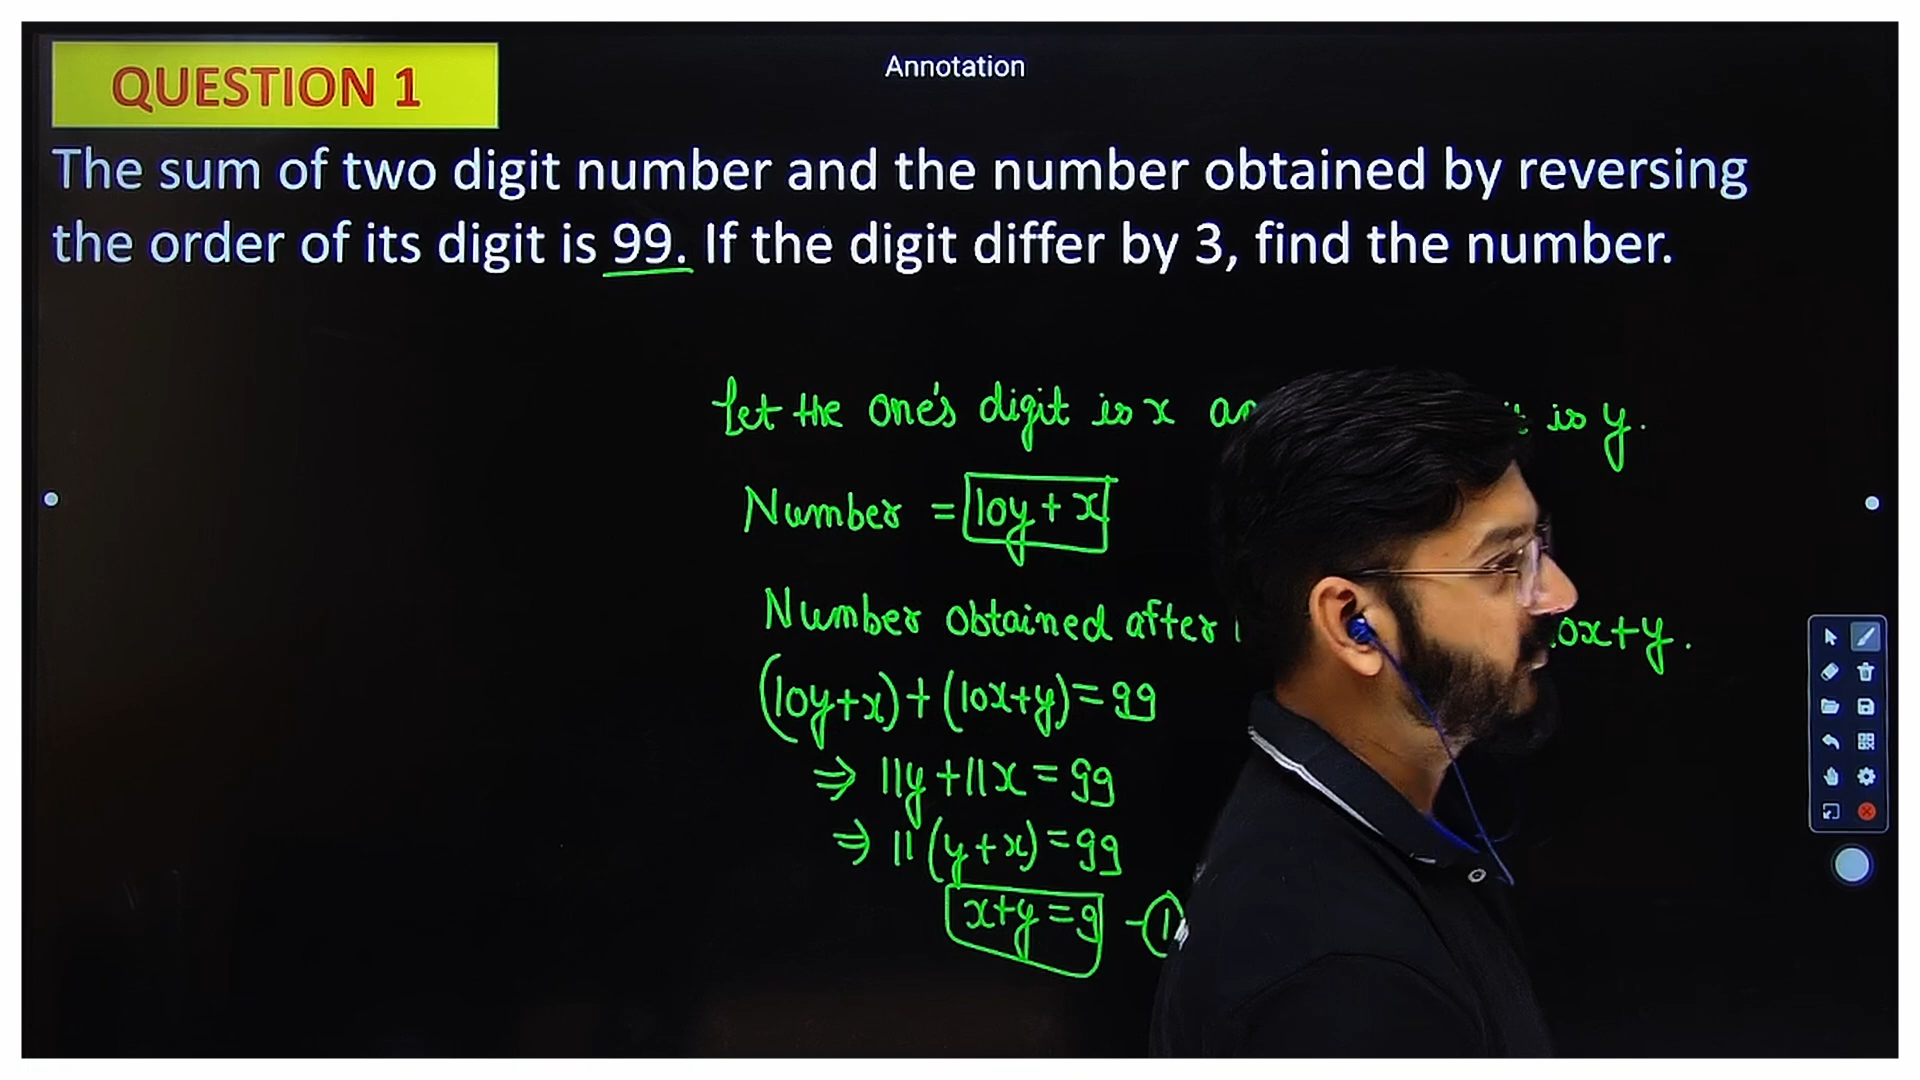 QUESTION 1
Annotation
The sum of two digit number and the number obtained by reversing
the order of its digit is 99. If the digit differ by 3, find the number.
Let the one's digit is x is y.
Number = 10y + x
Number obtained after 0x+y.
(10y+x) + (10x+y) = 99
⇒ 11y + 11x = 99
⇒ 11 (y + x) = 99
x+y = 9 - ①